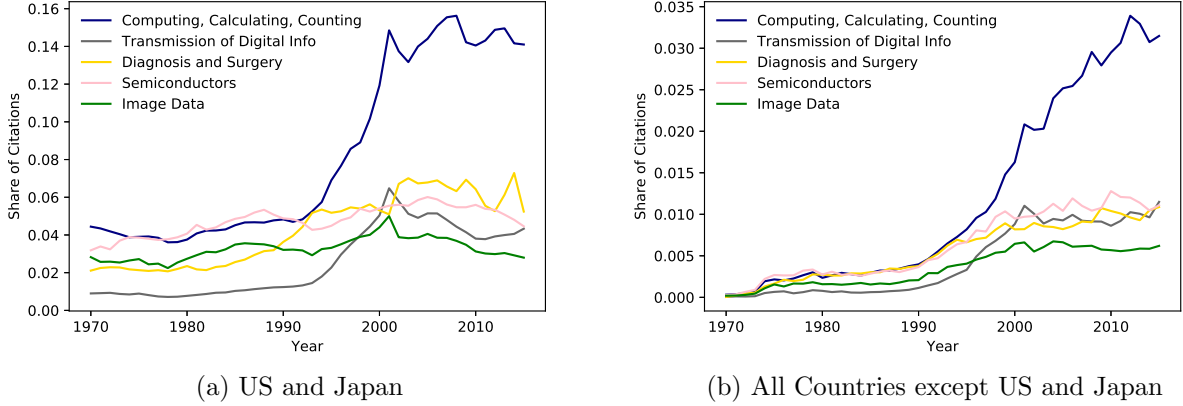 0.16
0.14
0.12
0.10
0.08
0.06
0.04
0.02
0.00
Share of Citations
Computing, Calculating, Counting
Transmission of Digital Info
Diagnosis and Surgery
Semiconductors
Image Data
1970 1980 1990 2000 2010
Year
(a) US and Japan
0.035
0.030
0.025
0.020
0.015
0.010
0.005
0.000
Share of Citations
Computing, Calculating, Counting
Transmission of Digital Info
Diagnosis and Surgery
Semiconductors
Image Data
1970 1980 1990 2000 2010
Year
(b) All Countries except US and Japan